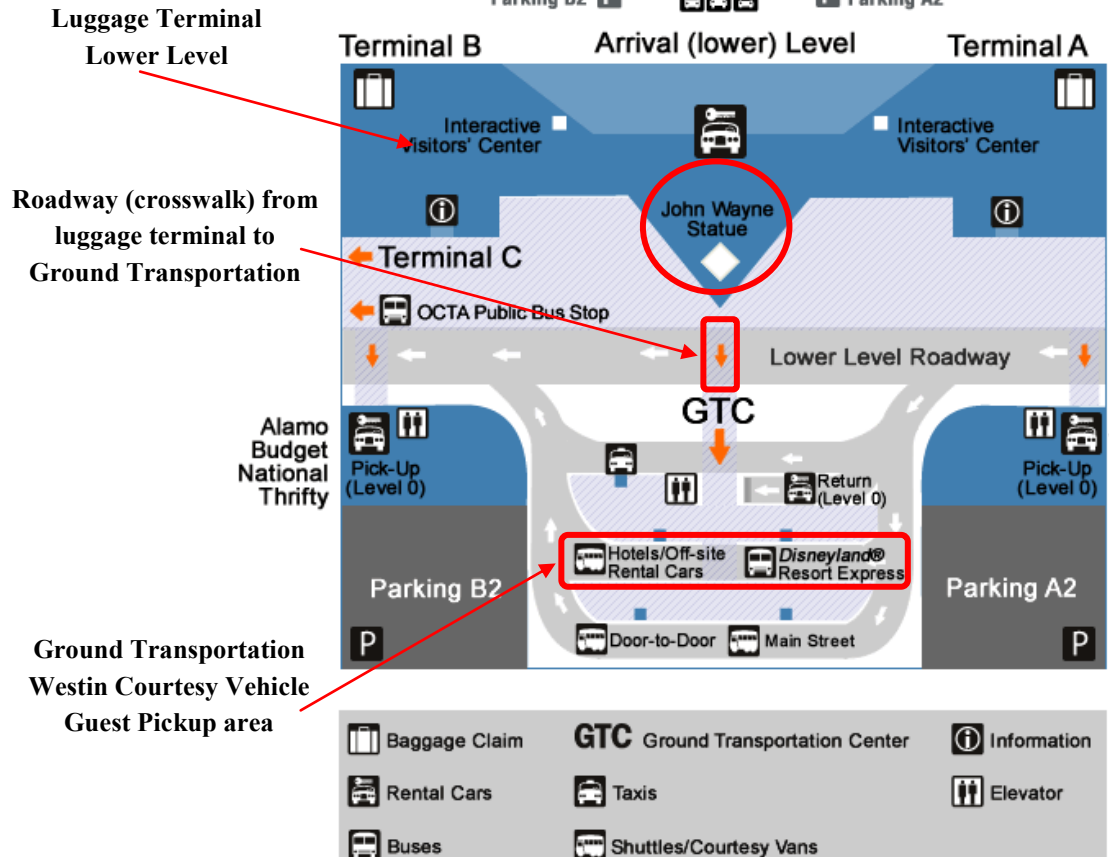 Parking B2 P
P Parking A2
Luggage Terminal
Lower Level
Terminal B
Arrival (lower) Level
Terminal A
Interactive
Visitors' Center
Interactive
Visitors' Center
Roadway (crosswalk) from
luggage terminal to
Ground Transportation
John Wayne
Statue
Terminal C
OCTA Public Bus Stop
Lower Level Roadway
GTC
Alamo
Budget
National
Thrifty
Pick-Up
(Level 0)
Return
(Level 0)
Pick-Up
(Level 0)
Hotels/Off-site
Rental Cars
Disneyland®
Resort Express
Parking B2
Parking A2
P
Door-to-Door
Main Street
P
Ground Transportation
Westin Courtesy Vehicle
Guest Pickup area
Baggage Claim
GTC Ground Transportation Center
Information
Rental Cars
Taxis
Elevator
Buses
Shuttles/Courtesy Vans